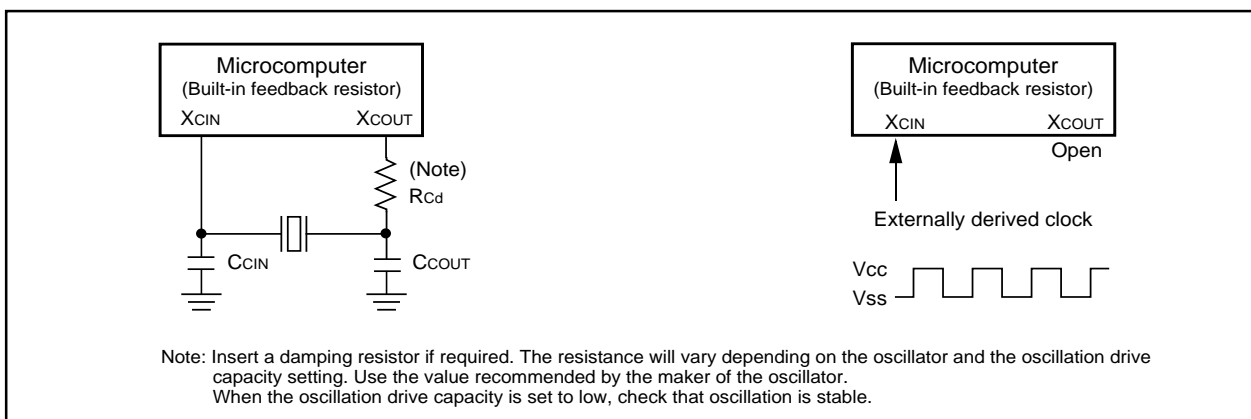 Microcomputer
(Built-in feedback resistor)
XCIN XCOUT
(Note)
RCd
CCIN
CCOUT
Microcomputer
(Built-in feedback resistor)
XCIN XCOUT
Open
Externally derived clock
Vcc
Vss
Note: Insert a damping resistor if required. The resistance will vary depending on the oscillator and the oscillation drive
capacity setting. Use the value recommended by the maker of the oscillator.
When the oscillation drive capacity is set to low, check that oscillation is stable.